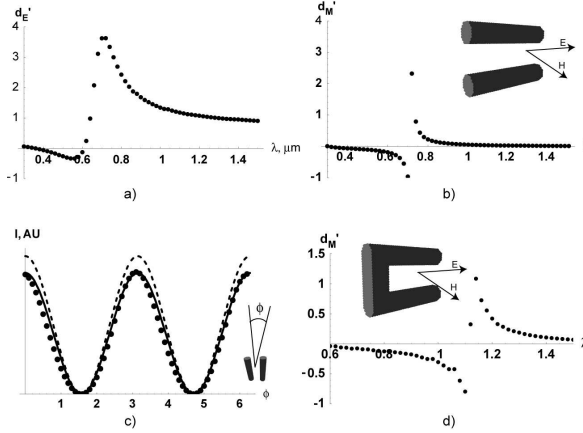 d_E'
4
3
2
1
0.4 0.6 0.8 1 1.2 1.4
λ, μm
-1
a)
d_M'
4
3
2
1
0.4 0.6 0.8 1 1.2 1.4
-1
E
H
b)
I, AU
1 2 3 4 5 6
ϕ
ϕ
c)
d_M'
1.5
1
0.5
0.6 0.8 1 1.2 1.4
-0.5
-1
E
H
d)